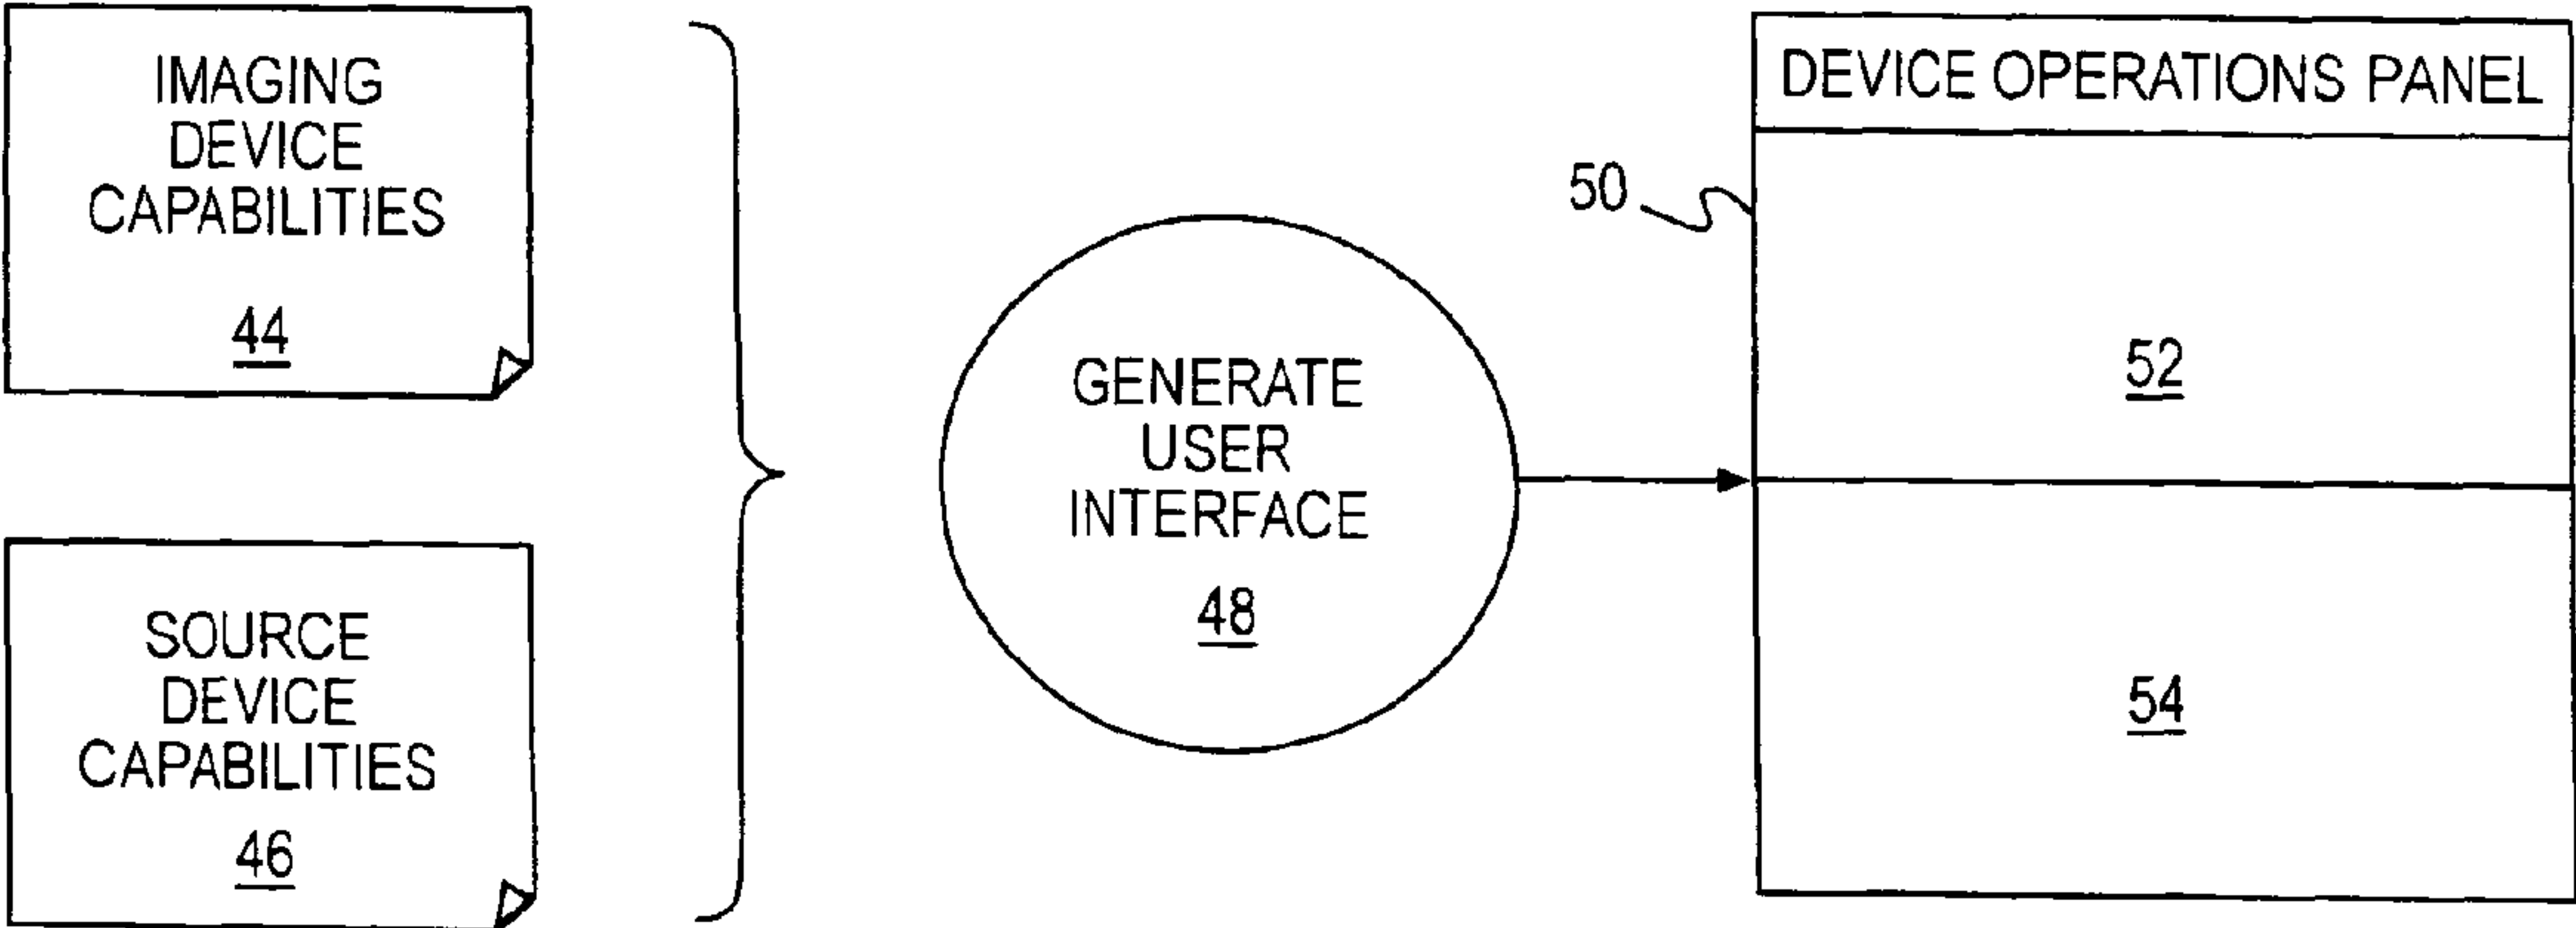 IMAGING
DEVICE
CAPABILITIES
44
SOURCE
DEVICE
CAPABILITIES
46
GENERATE
USER
INTERFACE
48
50
DEVICE OPERATIONS PANEL
52
54